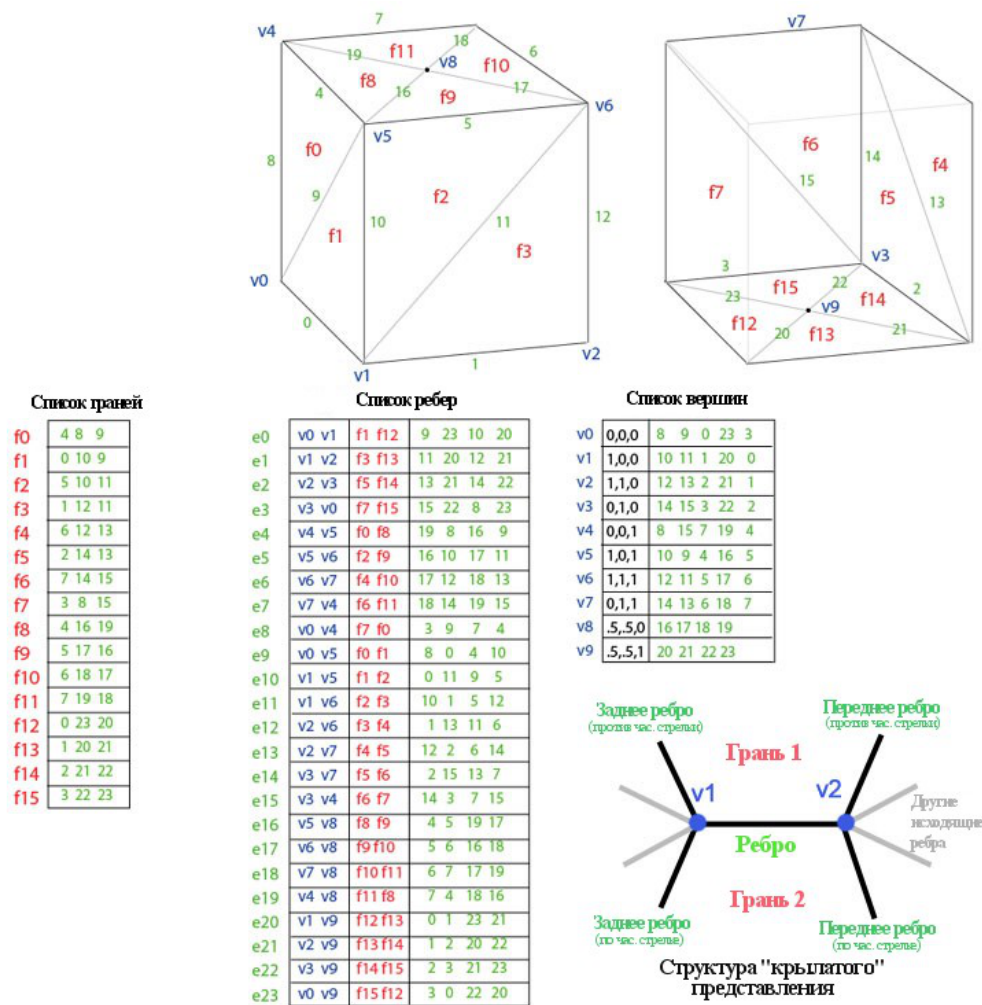 7
v4
18
v7
19
f11
v8
f10
6
f8
16
f9
17
4
v6
v5
5
f0
f6
14
f4
8
15
9
f2
f7
f5
13
f1
10
11
12
f3
v0
3
v3
22
23
f15
f14
2
v9
0
f12
20
f13
21
v2
v1
1
Список граней
f0 4 8 9
f1 0 10 9
f2 5 10 11
f3 1 12 11
f4 6 12 13
f5 2 14 13
f6 7 14 15
f7 3 8 15
f8 4 16 19
f9 5 17 16
f10 6 18 17
f11 7 19 18
f12 0 23 20
f13 1 20 21
f14 2 21 22
f15 3 22 23
Список ребер
e0 v0 v1 f1 f12 9 23 10 20
e1 v1 v2 f3 f13 11 20 12 21
e2 v2 v3 f5 f14 13 21 14 22
e3 v3 v0 f7 f15 15 22 8 23
e4 v4 v5 f0 f8 19 8 16 9
e5 v5 v6 f2 f9 16 10 17 11
e6 v6 v7 f4 f10 17 12 18 13
e7 v7 v4 f6 f11 18 14 19 15
e8 v0 v4 f7 f0 3 9 7 4
e9 v0 v5 f0 f1 8 0 4 10
e10 v1 v5 f1 f2 0 11 9 5
e11 v1 v6 f2 f3 10 1 5 12
e12 v2 v6 f3 f4 1 13 11 6
e13 v2 v7 f4 f5 12 2 6 14
e14 v3 v7 f5 f6 2 15 13 7
e15 v3 v4 f6 f7 14 3 7 15
e16 v5 v8 f8 f9 4 5 19 17
e17 v6 v8 f9 f10 5 6 16 18
e18 v7 v8 f10 f11 6 7 17 19
e19 v4 v8 f11 f8 7 4 18 16
e20 v1 v9 f12 f13 0 1 23 21
e21 v2 v9 f13 f14 1 2 20 22
e22 v3 v9 f14 f15 2 3 21 23
e23 v0 v9 f15 f12 3 0 22 20
Список вершин
v0 0,0,0 8 9 0 23 3
v1 1,0,0 10 11 1 20 0
v2 1,1,0 12 13 2 21 1
v3 0,1,0 14 15 3 22 2
v4 0,0,1 8 15 7 19 4
v5 1,0,1 10 9 4 16 5
v6 1,1,1 12 11 5 17 6
v7 0,1,1 14 13 6 18 7
v8 .5,.5,0 16 17 18 19
v9 .5,.5,1 20 21 22 23
Заднее ребро
(против час. стрелы)
Переднее ребро
(против час. стрелы)
Грань 1
v1
v2
Другие
исходящие
ребра
Ребро
Грань 2
Заднее ребро
(по час. стрелые)
Переднее ребро
(по час. стрелые)
Структура "крылатого"
представления